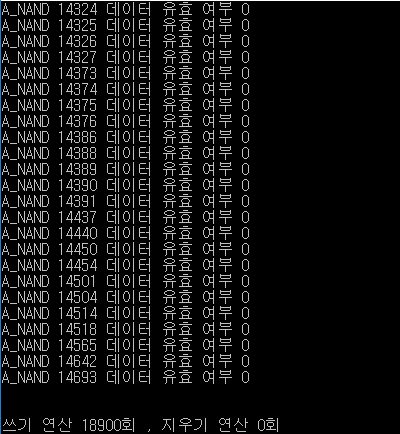 A_NAND 14324 데이터 유효 여부 0
A_NAND 14325 데이터 유효 여부 0
A_NAND 14326 데이터 유효 여부 0
A_NAND 14327 데이터 유효 여부 0
A_NAND 14373 데이터 유효 여부 0
A_NAND 14374 데이터 유효 여부 0
A_NAND 14375 데이터 유효 여부 0
A_NAND 14376 데이터 유효 여부 0
A_NAND 14386 데이터 유효 여부 0
A_NAND 14388 데이터 유효 여부 0
A_NAND 14389 데이터 유효 여부 0
A_NAND 14390 데이터 유효 여부 0
A_NAND 14391 데이터 유효 여부 0
A_NAND 14437 데이터 유효 여부 0
A_NAND 14440 데이터 유효 여부 0
A_NAND 14450 데이터 유효 여부 0
A_NAND 14454 데이터 유효 여부 0
A_NAND 14501 데이터 유효 여부 0
A_NAND 14504 데이터 유효 여부 0
A_NAND 14514 데이터 유효 여부 0
A_NAND 14518 데이터 유효 여부 0
A_NAND 14565 데이터 유효 여부 0
A_NAND 14642 데이터 유효 여부 0
A_NAND 14693 데이터 유효 여부 0
쓰기 연산 18900회 , 지우기 연산 0회